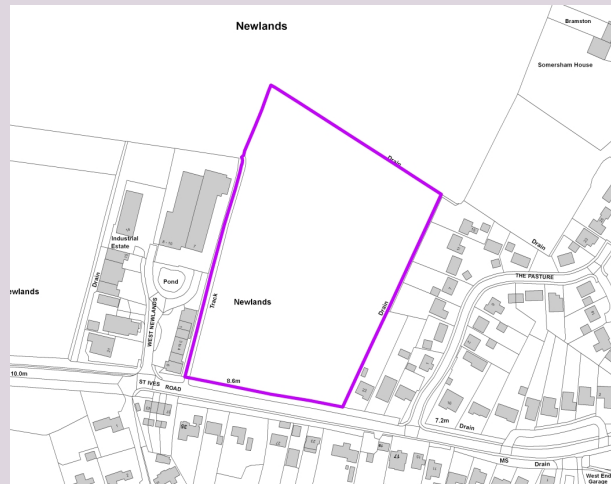 Newlands
Bramston
Somersham House
Drain
Industrial
Estate
Drain
THE PASTURE
Pond
Drain
Track
Newlands
Drain
ewlands
WEST NEWLANDS
10.0m
ST IVES ROAD
8.6m
7.2m
Drain
MS
Drain
West End
Garage